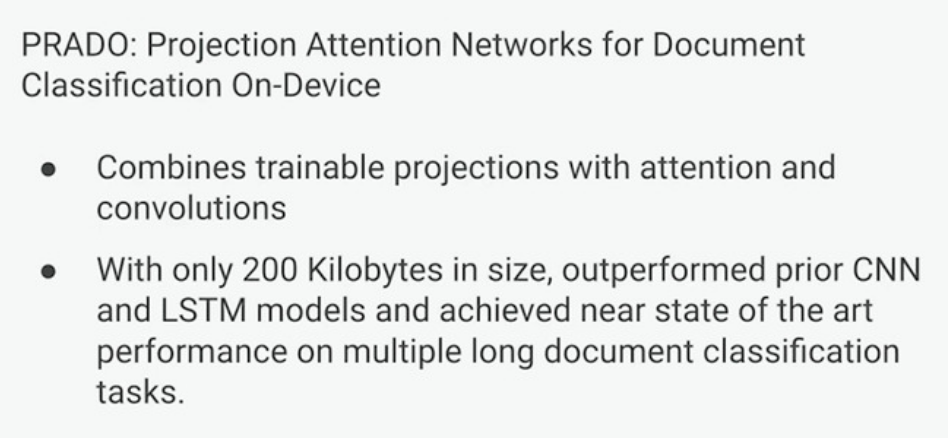 PRADO: Projection Attention Networks for Document
Classification On-Device
● Combines trainable projections with attention and
convolutions
● With only 200 Kilobytes in size, outperformed prior CNN
and LSTM models and achieved near state of the art
performance on multiple long document classification
tasks.